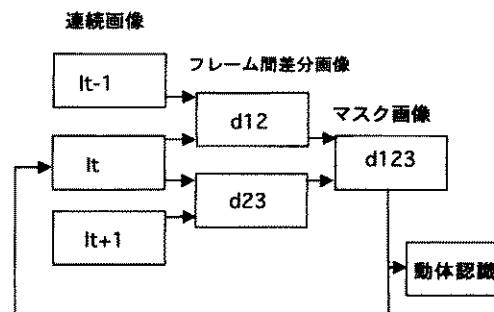 連続画像
フレーム間差分画像
It-1
マスク画像
d12
It
d123
d23
It+1
動体認識